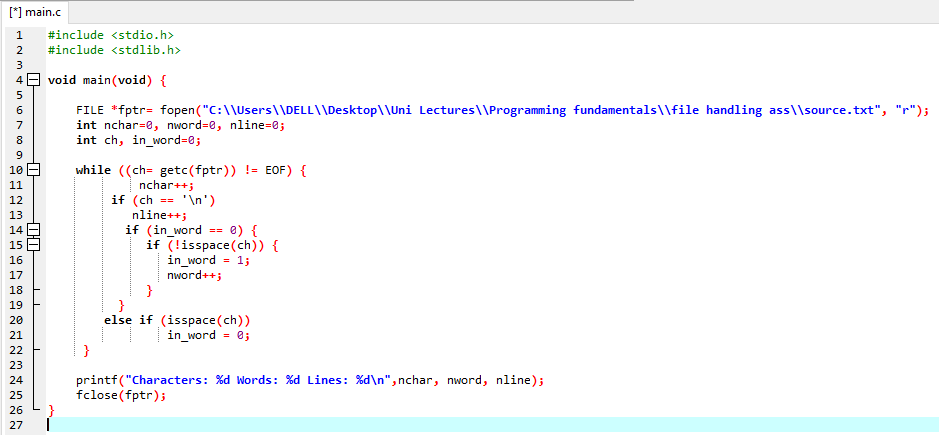 [*] main.c
1 #include <stdio.h>
2 #include <stdlib.h>
3
4 void main(void) {
5
6 FILE *fptr= fopen("C:\\Users\\DELL\\Desktop\\Uni Lectures\\Programming fundamentals\\file handling ass\\source.txt", "r");
7 int nchar=0, nword=0, nline=0;
8 int ch, in_word=0;
9
10 while ((ch= getc(fptr)) != EOF) {
11 nchar++;
12 if (ch == '\n')
13 nline++;
14 if (in_word == 0) {
15 if (!isspace(ch)) {
16 in_word = 1;
17 nword++;
18 }
19 }
20 else if (isspace(ch))
21 in_word = 0;
22 }
23
24 printf("Characters: %d Words: %d Lines: %d\n",nchar, nword, nline);
25 fclose(fptr);
26 }
27